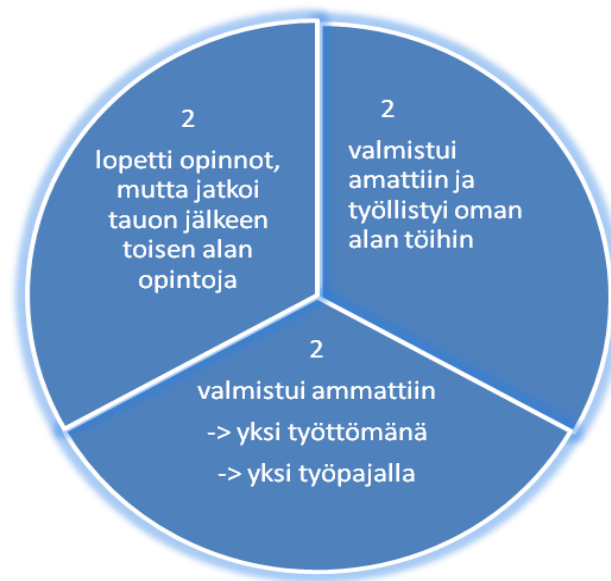 2
lopetti opinnot,
mutta jatkoi
tauon jälkeen
toisen alan
opintoja
2
valmistui
amattiin ja
työllistyi oman
alan töihin
2
valmistui ammattiin
-> yksi työttömänä
-> yksi työpajalla